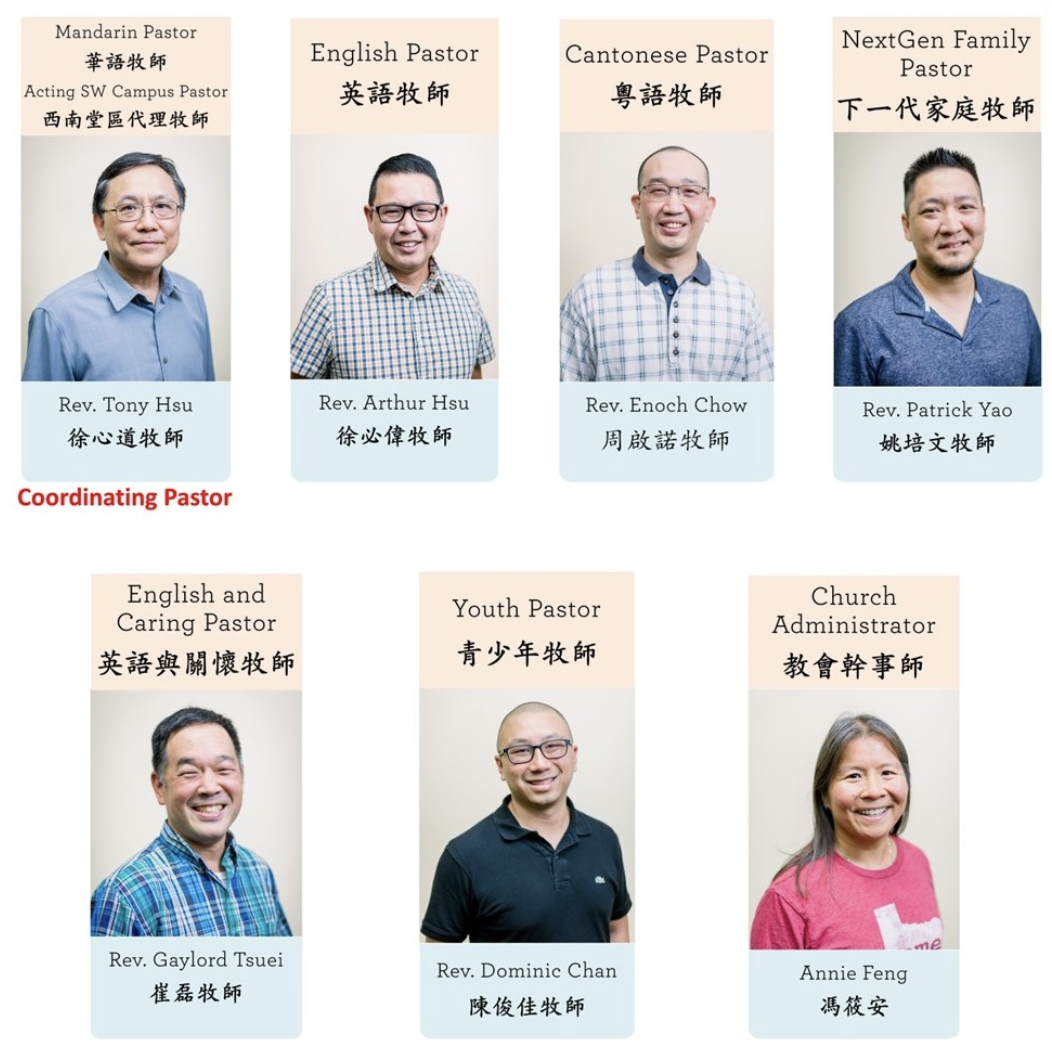 Mandarin Pastor
華語牧師
Acting SW Campus Pastor
西南堂區代理牧師
Rev. Tony Hsu
徐心道牧師
Coordinating Pastor
English Pastor
英語牧師
Rev. Arthur Hsu
徐必偉牧師
Cantonese Pastor
粵語牧師
Rev. Enoch Chow
周啟諾牧師
NextGen Family
Pastor
下一代家庭牧師
Rev. Patrick Yao
姚培文牧師
English and
Caring Pastor
英語與關懷牧師
Rev. Gaylord Tsuei
崔磊牧師
Youth Pastor
青少年牧師
Rev. Dominic Chan
陳俊佳牧師
Church
Administrator
教會幹事師
Annie Feng
馮筱安